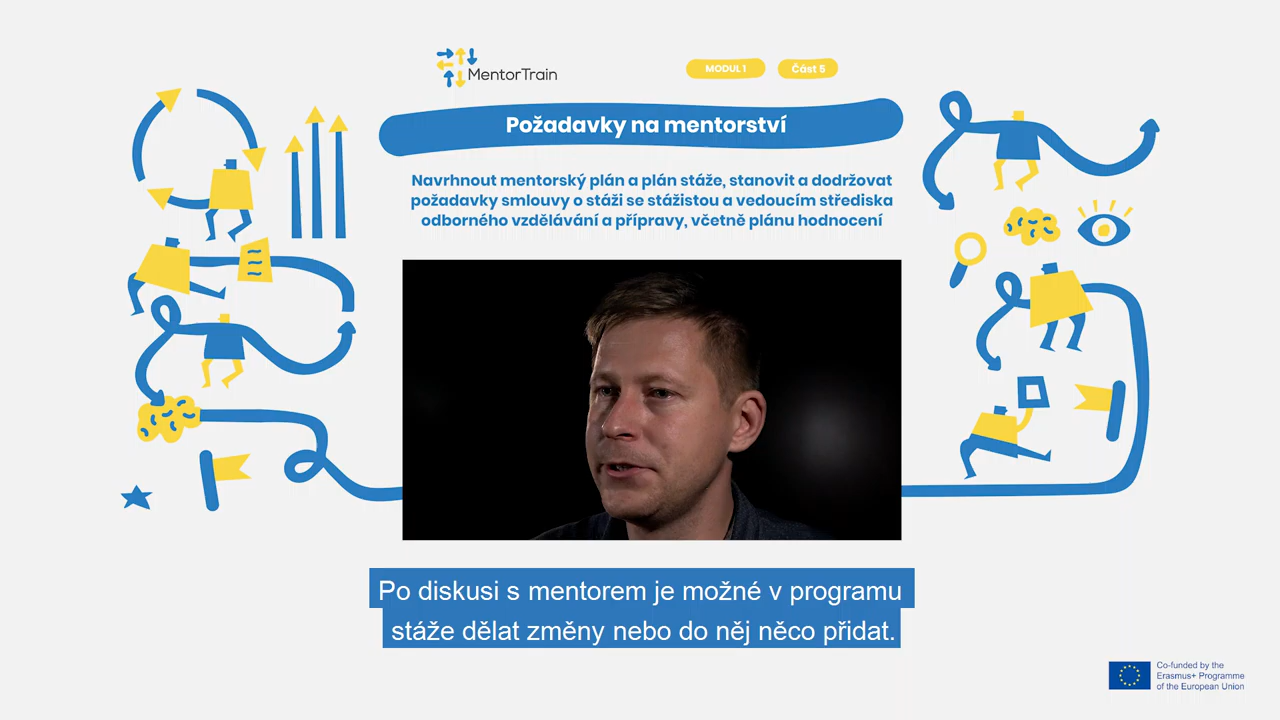 MentorTrain
MODUL 1
Část 5
Požadavky na mentorství
Navrhnout mentorský plán a plán stáže, stanovit a dodržovat
požadavky smlouvy o stáži se stážistou a vedoucím střediska
odborného vzdělávání a přípravy, včetně plánu hodnocení
Po diskusi s mentorem je možné v programu
stáže dělat změny nebo do něj něco přidat.
Co-funded by the
Erasmus+ Programme
of the European Union